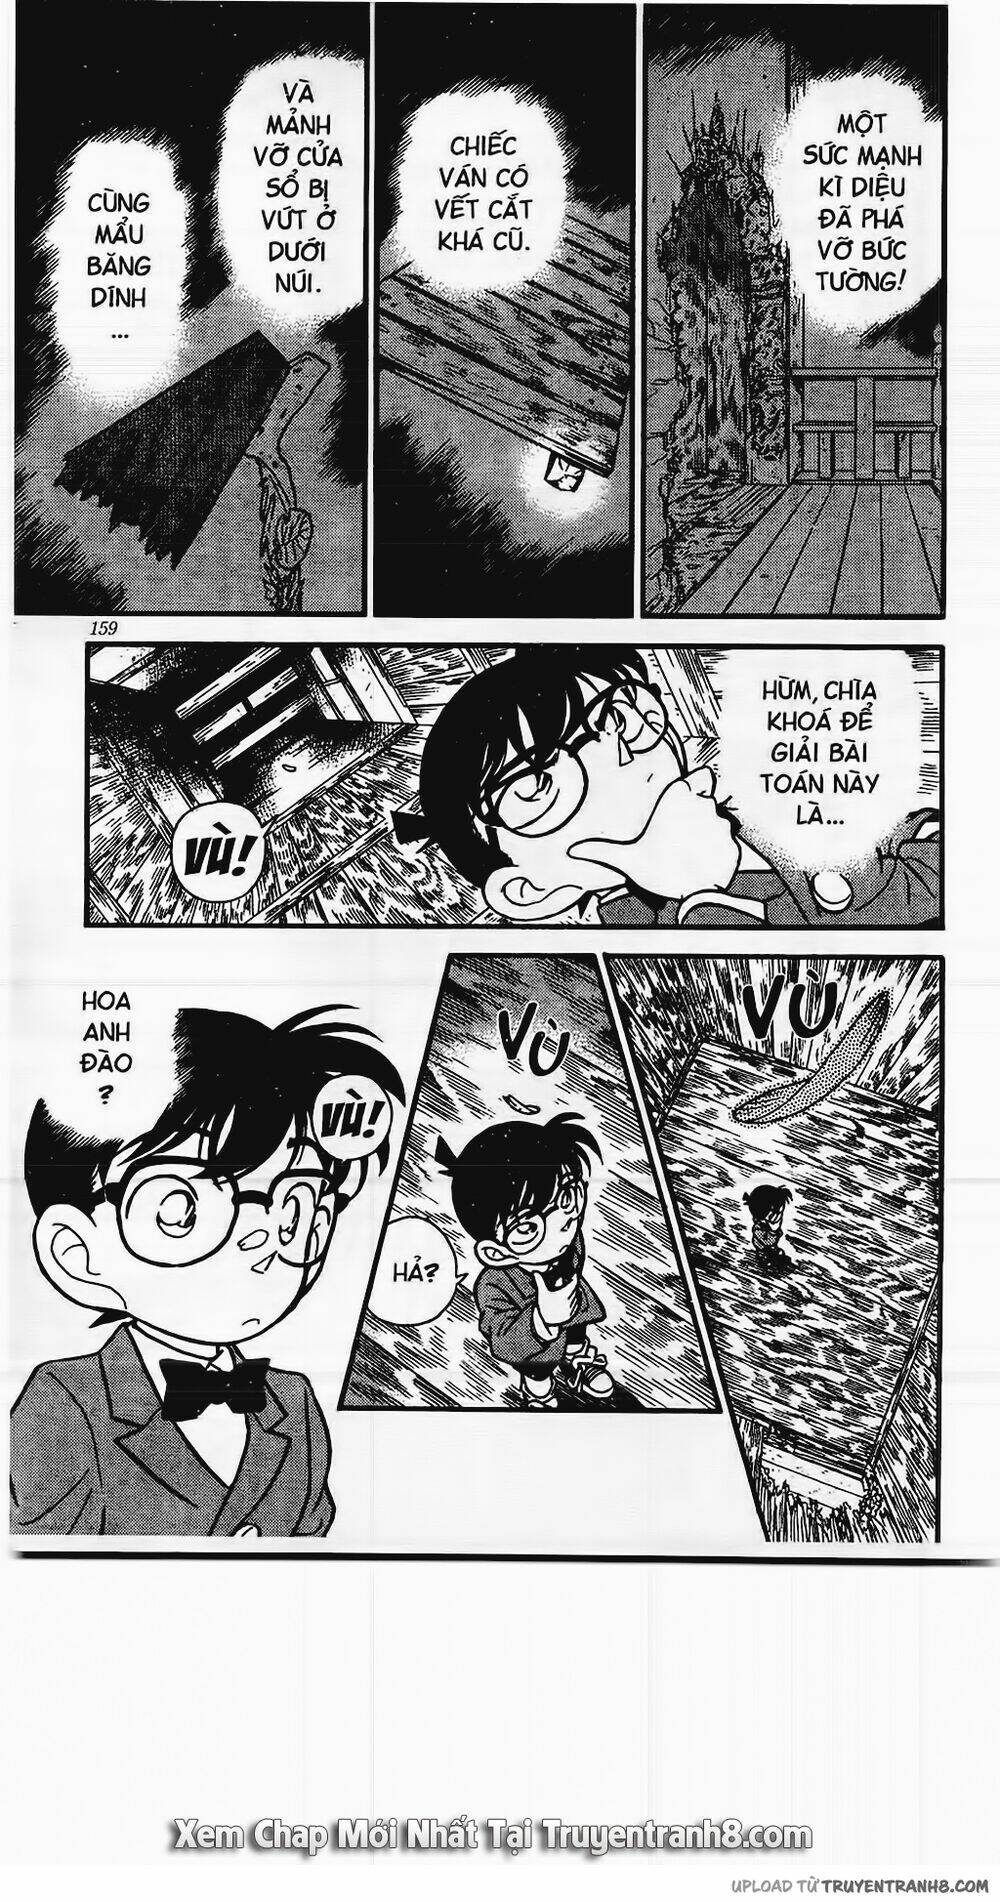 MỘT
SỨC MẠNH
KÌ DIỆU
ĐÃ PHÁ
VỠ BỨC
TƯỜNG!
CHIẾC
VÁN CÓ
VẾT CẮT
KHÁ CŨ.
VÀ
MẢNH
VỠ CỬA
SỔ BỊ
VỨT Ở
DƯỚI
NÚI.
CÙNG
MẨU
BĂNG
DÍNH
...
159
HỪM, CHÌA
KHOÁ ĐỂ
GIẢI BÀI
TOÁN NÀY
LÀ...
VÙ!
VÙ
VÙ
HẢ?
HOA
ANH
ĐÀO
?
VÙ!
Xem Chap Mới Nhất Tại Truyentranh8.com
UPLOAD TỪ TRUYENTRANH8.COM